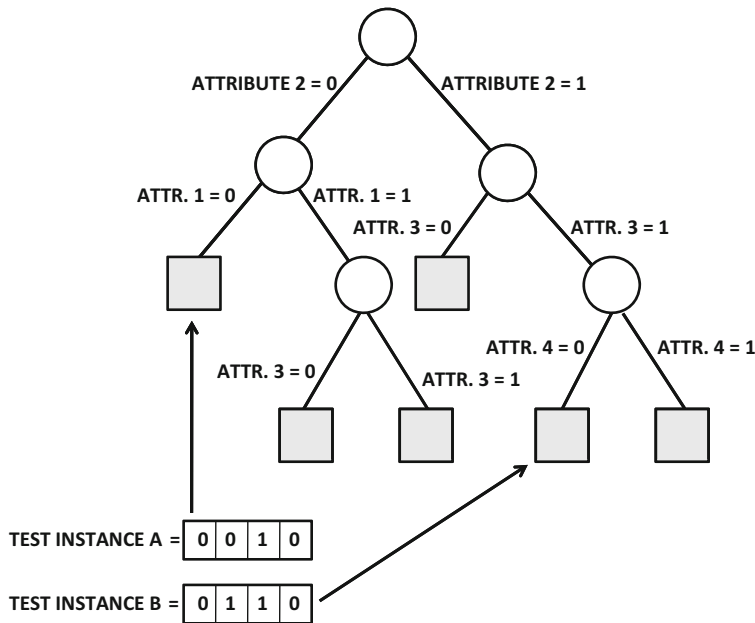 ATTRIBUTE 2 = 0
ATTRIBUTE 2 = 1
ATTR. 1 = 0
ATTR. 1 = 1
ATTR. 3 = 0
ATTR. 3 = 1
ATTR. 3 = 0
ATTR. 3 = 1
ATTR. 4 = 0
ATTR. 4 = 1
TEST INSTANCE A = 0 0 1 0
TEST INSTANCE B = 0 1 1 0